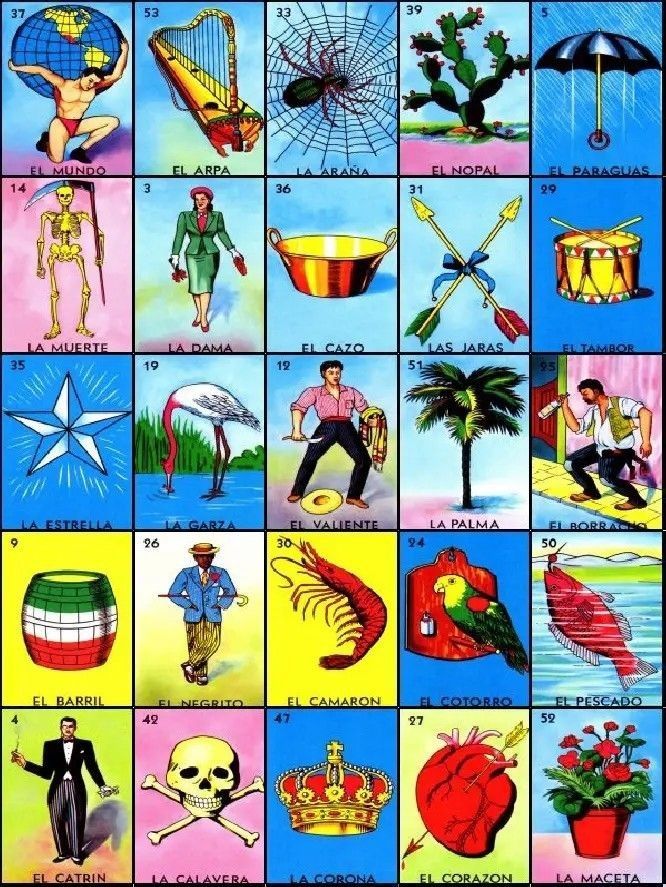 37
EL MUNDO
53
EL ARPA
33
LA ARAÑA
39
EL NOPAL
5
EL PARAGUAS
14
LA MUERTE
3
LA DAMA
36
EL CAZO
31
LAS JARAS
29
EL TAMBOR
35
LA ESTRELLA
19
LA GARZA
12
EL VALIENTE
51
LA PALMA
25
EL BORRACHO
9
EL BARRIL
26
EL NEGRITO
30
EL CAMARON
24
EL COTORRO
50
EL PESCADO
4
EL CATRIN
42
LA CALAVERA
47
LA CORONA
27
EL CORAZON
52
LA MACETA